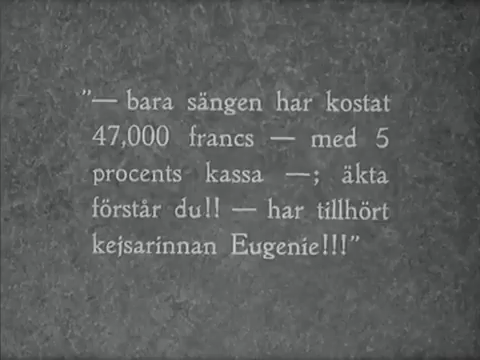 ”— bara sängen har kostat
47,000 francs — med 5
procents kassa —; äkta
förstår du!! — har tillhört
kejsarinnan Eugenie!!!”